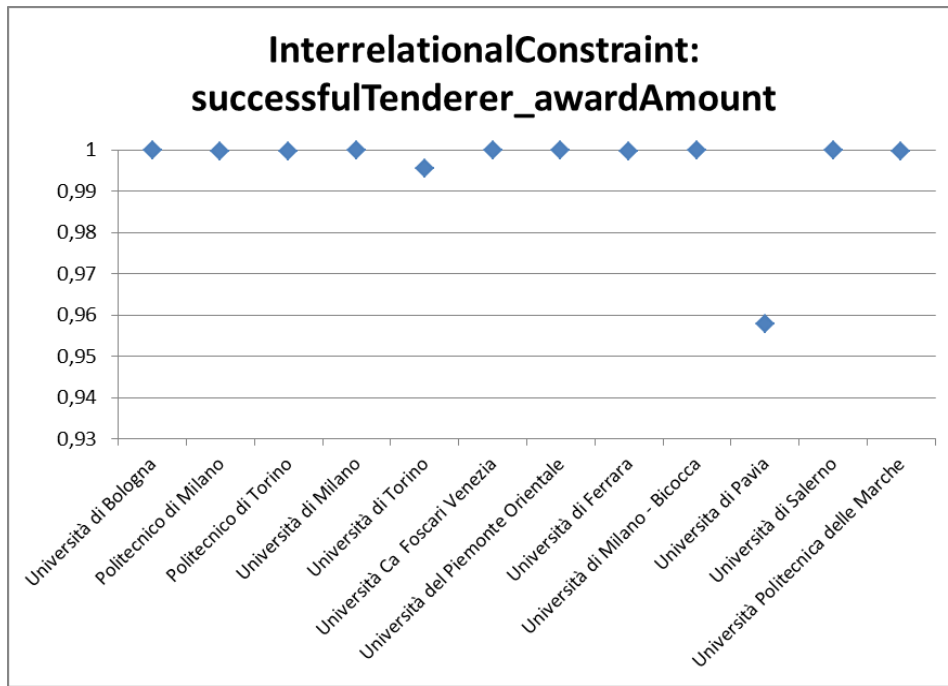 InterrelationalConstraint:
successfulTenderer_awardAmount
1
0,99
0,98
0,97
0,96
0,95
0,94
0,93
Università di Bologna
Politecnico di Milano
Politecnico di Torino
Università di Milano
Università di Torino
Università Ca Foscari Venezia
Università del Piemonte Orientale
Università di Ferrara
Università di Milano - Bicocca
Universita di Pavia
Università di Salerno
Università Politecnica delle Marche